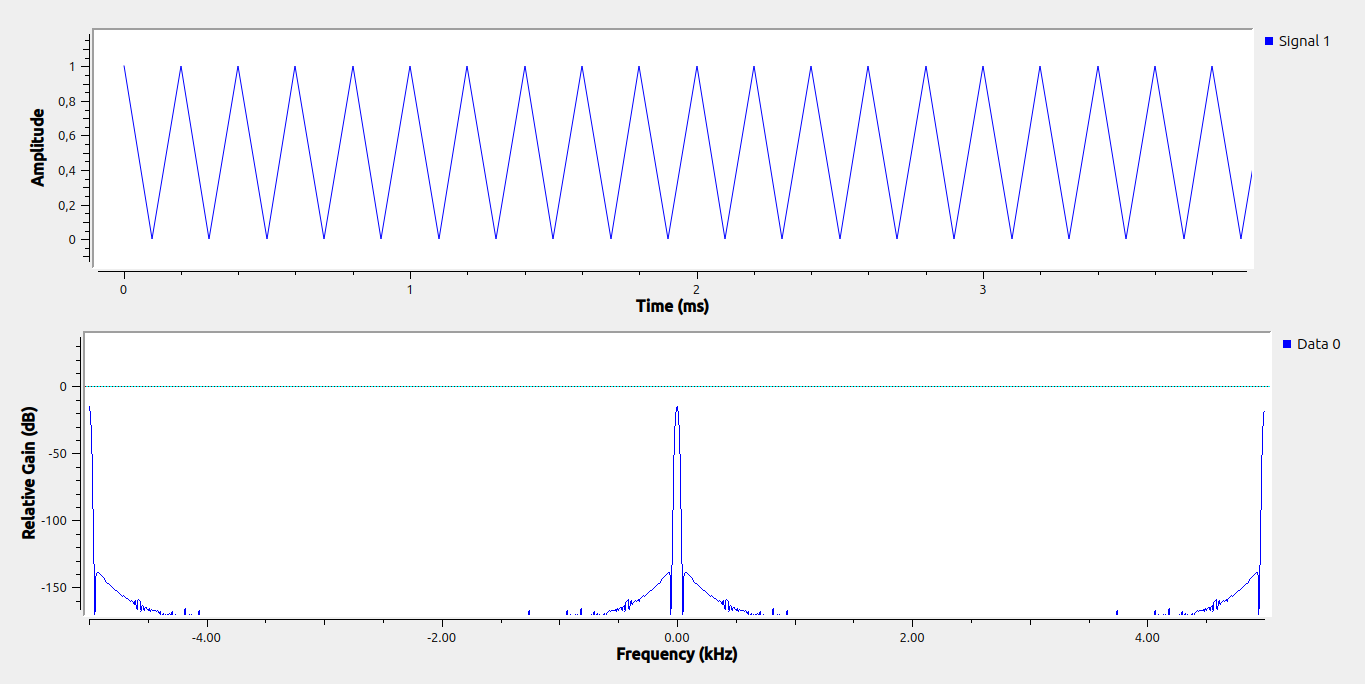 Signal 1
Amplitude
1
0,8
0,6
0,4
0,2
0
0 1 2 3
Time (ms)
Data 0
Relative Gain (dB)
0
-50
-100
-150
-4.00 -2.00 0.00 2.00 4.00
Frequency (kHz)